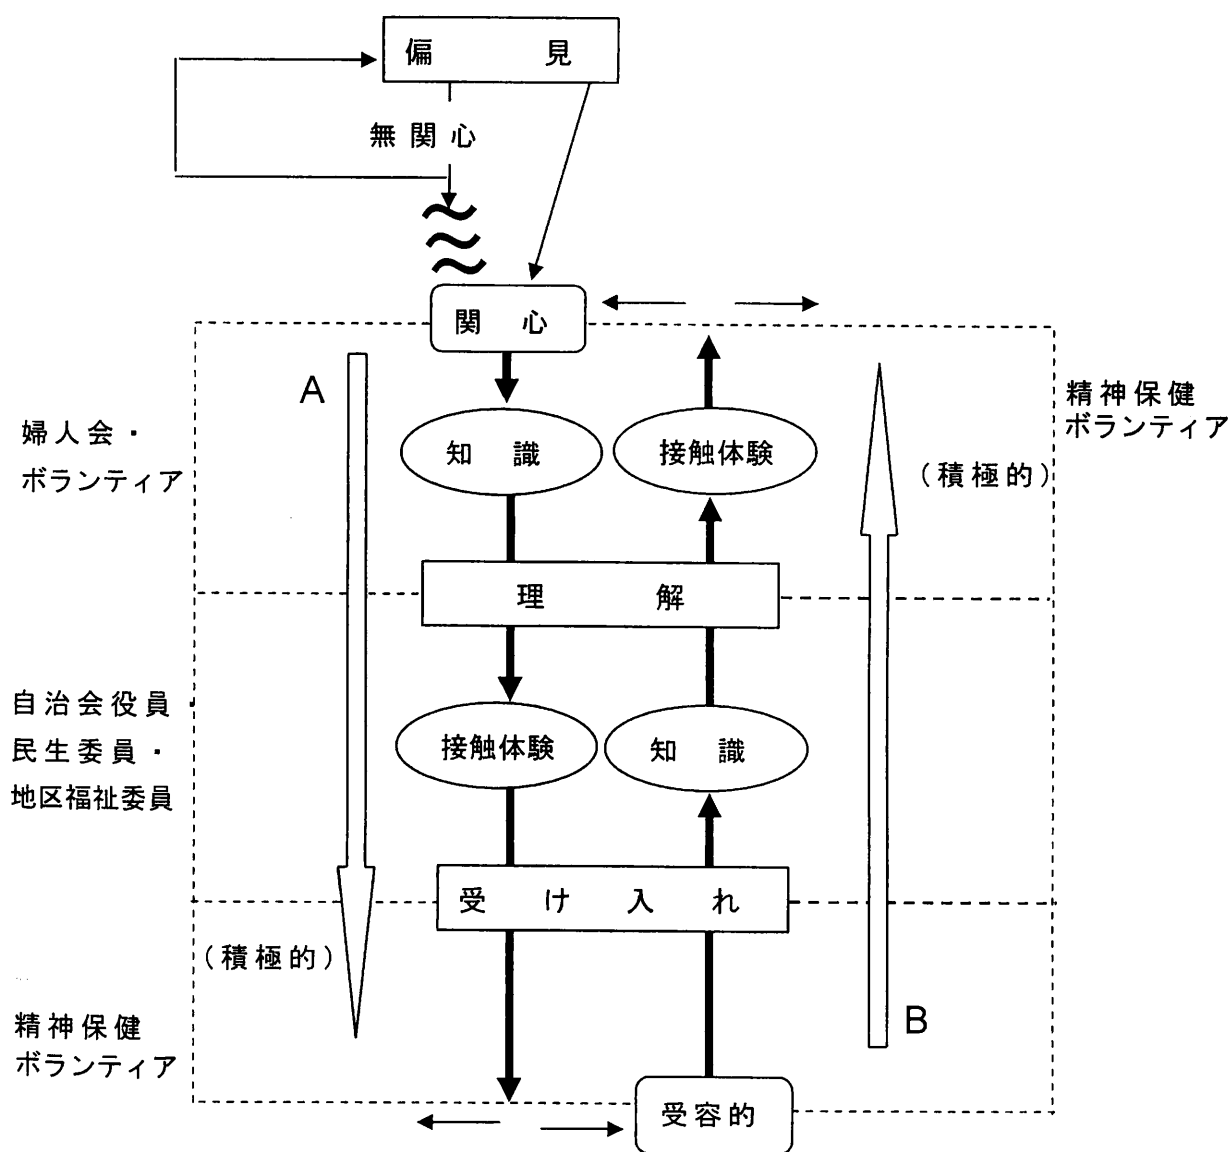 偏見
無関心
関心
A
精神保健
ボランティア
婦人会・
ボランティア
知識
接触体験
（積極的）
理解
自治会役員・
民生委員・
地区福祉委員
接触体験
知識
受け入れ
（積極的）
B
精神保健
ボランティア
受容的